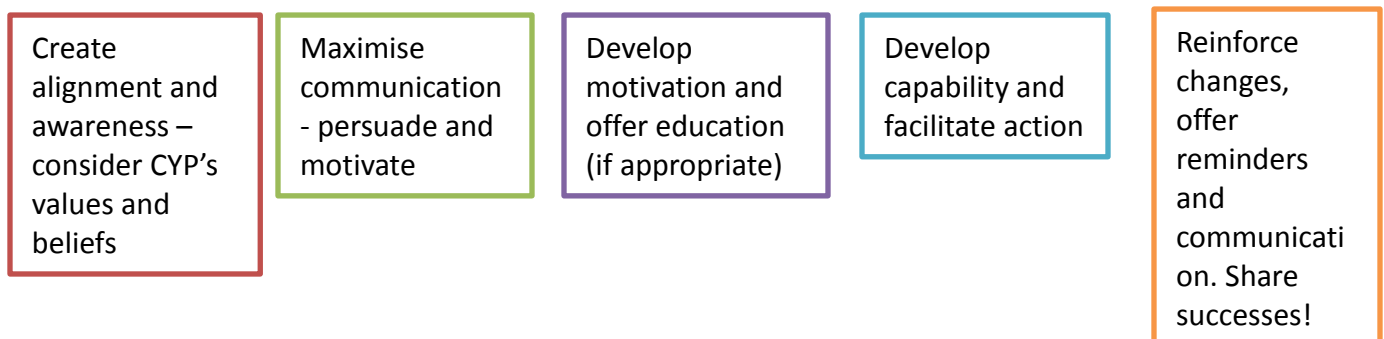 Create
alignment and
awareness –
consider CYP's
values and
beliefs
Maximise
communication
- persuade and
motivate
Develop
motivation and
offer education
(if appropriate)
Develop
capability and
facilitate action
Reinforce
changes,
offer
reminders
and
communicati
on. Share
successes!